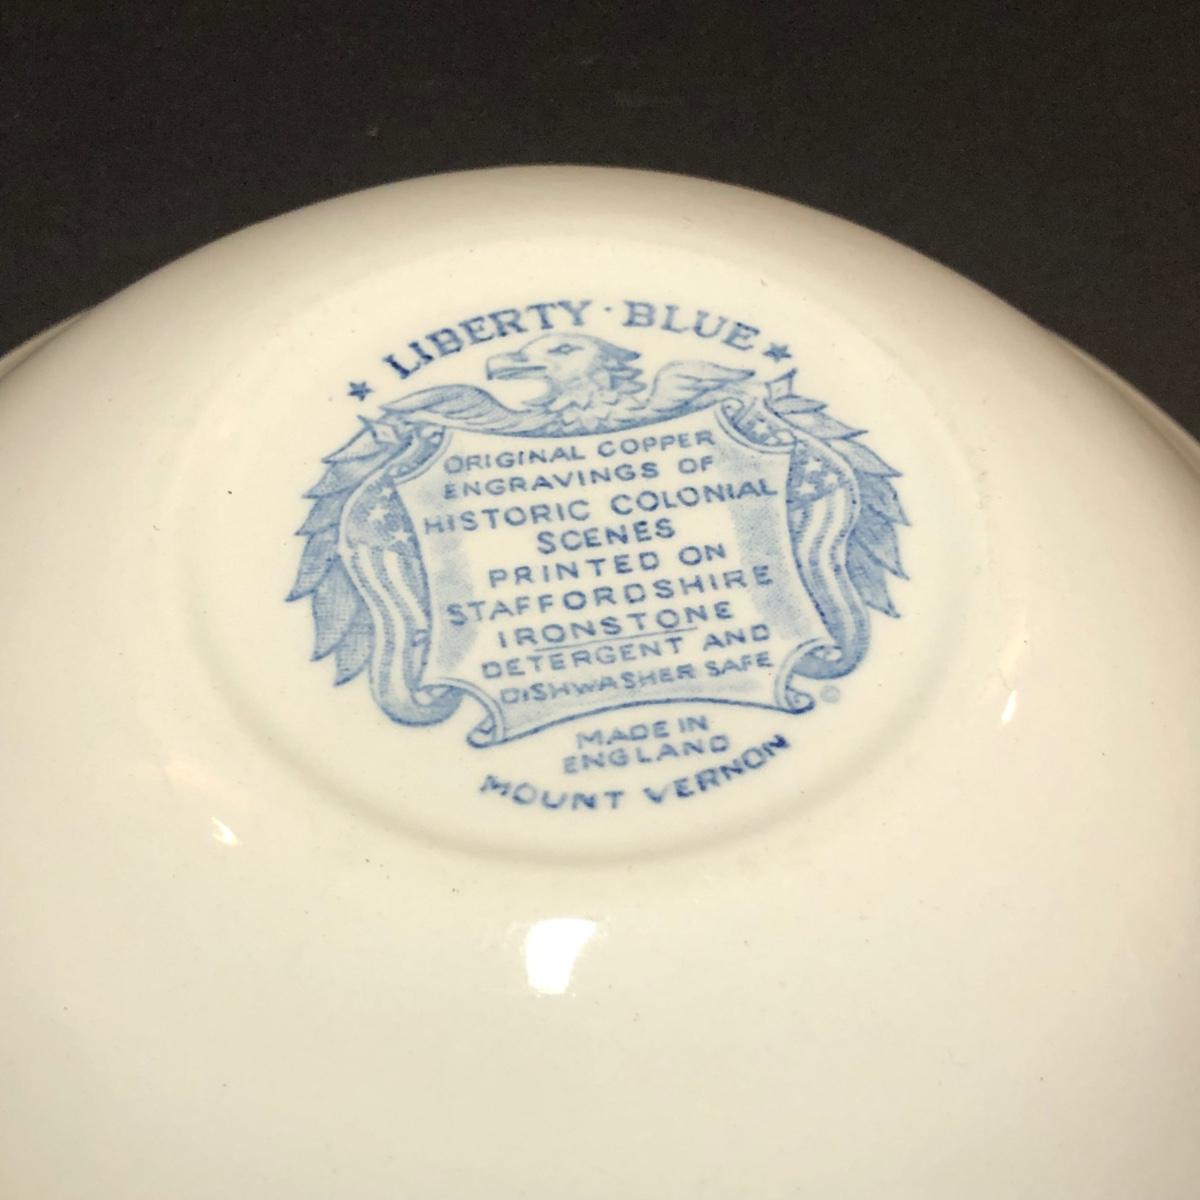 LIBERTY · BLUE
ORIGINAL COPPER
ENGRAVINGS OF
HISTORIC COLONIAL
SCENES
PRINTED ON
STAFFORDSHIRE
IRONSTONE
DETERGENT AND
DISHWASHER SAFE
©
MADE IN
ENGLAND
MOUNT VERNON